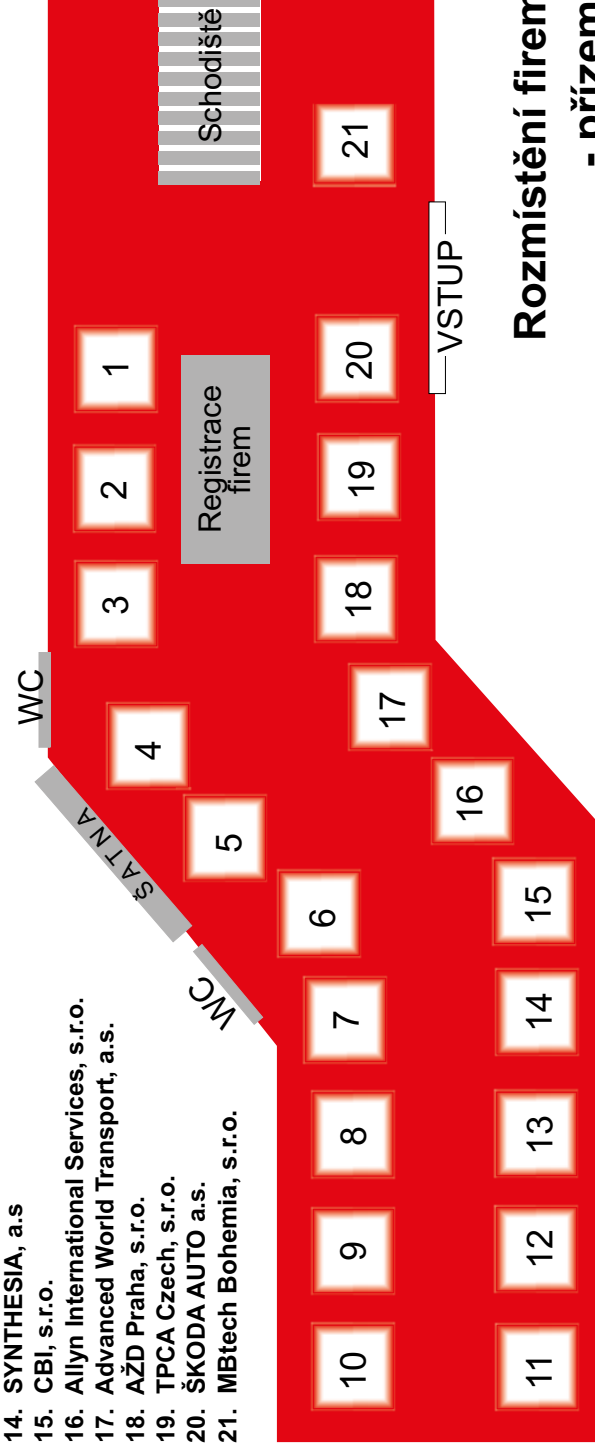 14. SYNTHESIA, a.s
15. CBI, s.r.o.
16. Allyn International Services, s.r.o.
17. Advanced World Transport, a.s.
18. AŽD Praha, s.r.o.
19. TPCA Czech, s.r.o.
20. ŠKODA AUTO a.s.
21. MBtech Bohemia, s.r.o.
WC
ŠATNA
WC
10
9
8
7
6
5
4
3
2
1
Registrace
firem
Schodiště
11
12
13
14
15
16
17
18
19
20
21
VSTUP
Rozmístění firem
- přízem